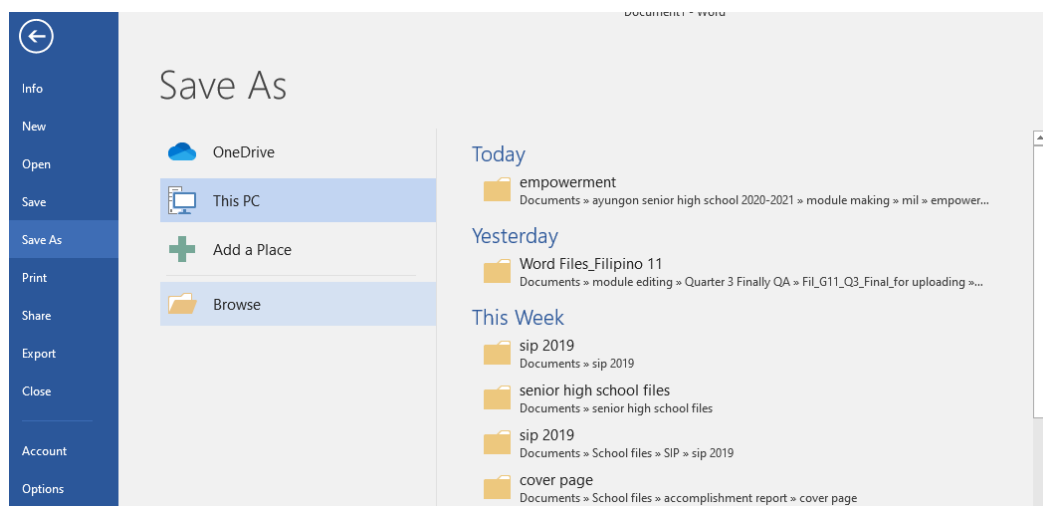 Document1 - Word
Info
New
Open
Save
Save As
Print
Share
Export
Close
Account
Options
Save As
OneDrive
This PC
Add a Place
Browse
Today
empowerment
Documents » ayungon senior high school 2020-2021 » module making » mil » empower...
Yesterday
Word Files_Filipino 11
Documents » module editing » Quarter 3 Finally QA » Fil_G11_Q3_Final_for uploading »...
This Week
sip 2019
Documents » sip 2019
senior high school files
Documents » senior high school files
sip 2019
Documents » School files » SIP » sip 2019
cover page
Documents » School files » accomplishment report » cover page